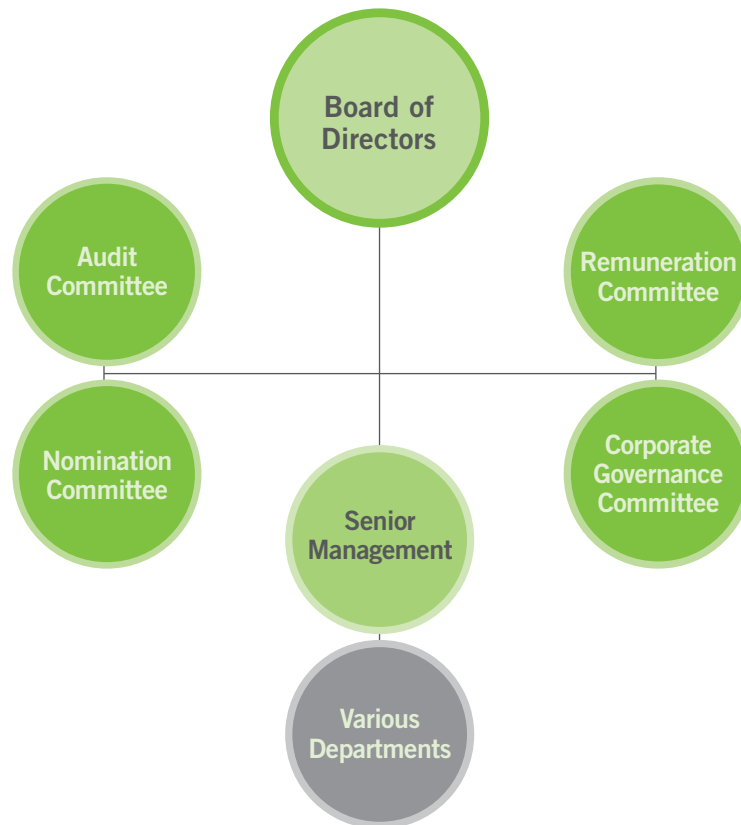 Board of
Directors
Audit
Committee
Remuneration
Committee
Nomination
Committee
Corporate
Governance
Committee
Senior
Management
Various
Departments